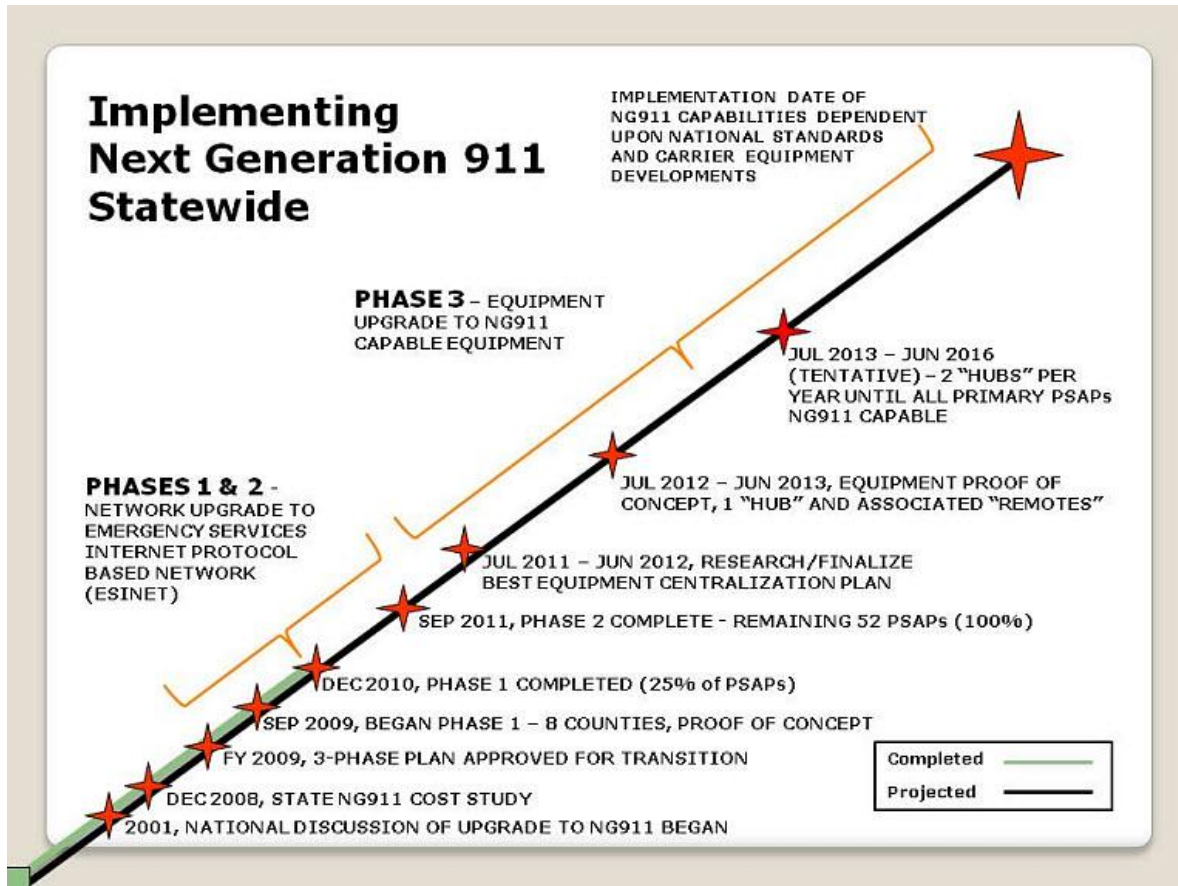 Implementing
Next Generation 911
Statewide
IMPLEMENTATION DATE OF
NG911 CAPABILITIES DEPENDENT
UPON NATIONAL STANDARDS
AND CARRIER EQUIPMENT
DEVELOPMENTS
PHASE 3 – EQUIPMENT
UPGRADE TO NG911
CAPABLE EQUIPMENT
JUL 2013 – JUN 2016
(TENTATIVE) – 2 "HUBS" PER
YEAR UNTIL ALL PRIMARY PSAPs
NG911 CAPABLE
JUL 2012 – JUN 2013, EQUIPMENT PROOF OF
CONCEPT, 1 "HUB" AND ASSOCIATED "REMOTES"
PHASES 1 & 2 -
NETWORK UPGRADE TO
EMERGENCY SERVICES
INTERNET PROTOCOL
BASED NETWORK
(ESINET)
JUL 2011 – JUN 2012, RESEARCH/FINALIZE
BEST EQUIPMENT CENTRALIZATION PLAN
SEP 2011, PHASE 2 COMPLETE - REMAINING 52 PSAPs (100%)
DEC 2010, PHASE 1 COMPLETED (25% of PSAPs)
SEP 2009, BEGAN PHASE 1 – 8 COUNTIES, PROOF OF CONCEPT
FY 2009, 3-PHASE PLAN APPROVED FOR TRANSITION
DEC 2008, STATE NG911 COST STUDY
2001, NATIONAL DISCUSSION OF UPGRADE TO NG911 BEGAN
Completed
Projected